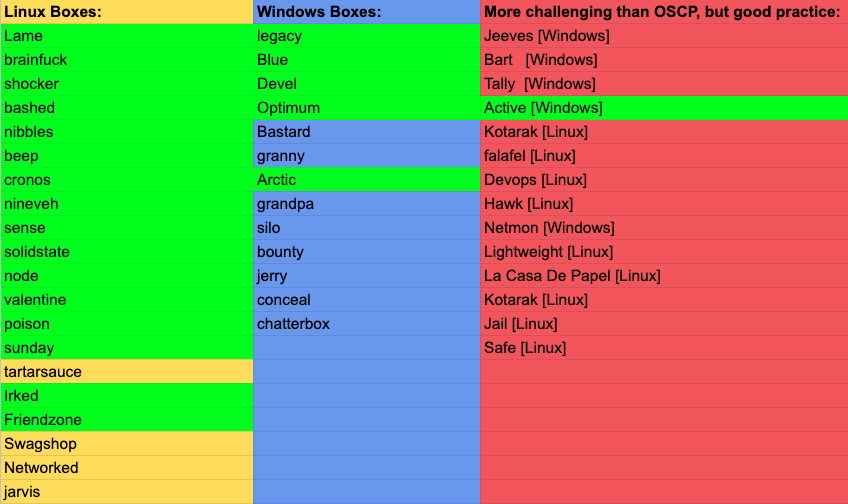 Linux Boxes: Windows Boxes: More challenging than OSCP, but good practice:
Lame legacy Jeeves [Windows]
brainfuck Blue Bart [Windows]
shocker Devel Tally [Windows]
bashed Optimum Active [Windows]
nibbles Bastard Kotarak [Linux]
beep granny falafel [Linux]
cronos Arctic Devops [Linux]
nineveh grandpa Hawk [Linux]
sense silo Netmon [Windows]
solidstate bounty Lightweight [Linux]
node jerry La Casa De Papel [Linux]
valentine conceal Kotarak [Linux]
poison chatterbox Jail [Linux]
sunday Safe [Linux]
tartarsauce
Irked
Friendzone
Swagshop
Networked
jarvis